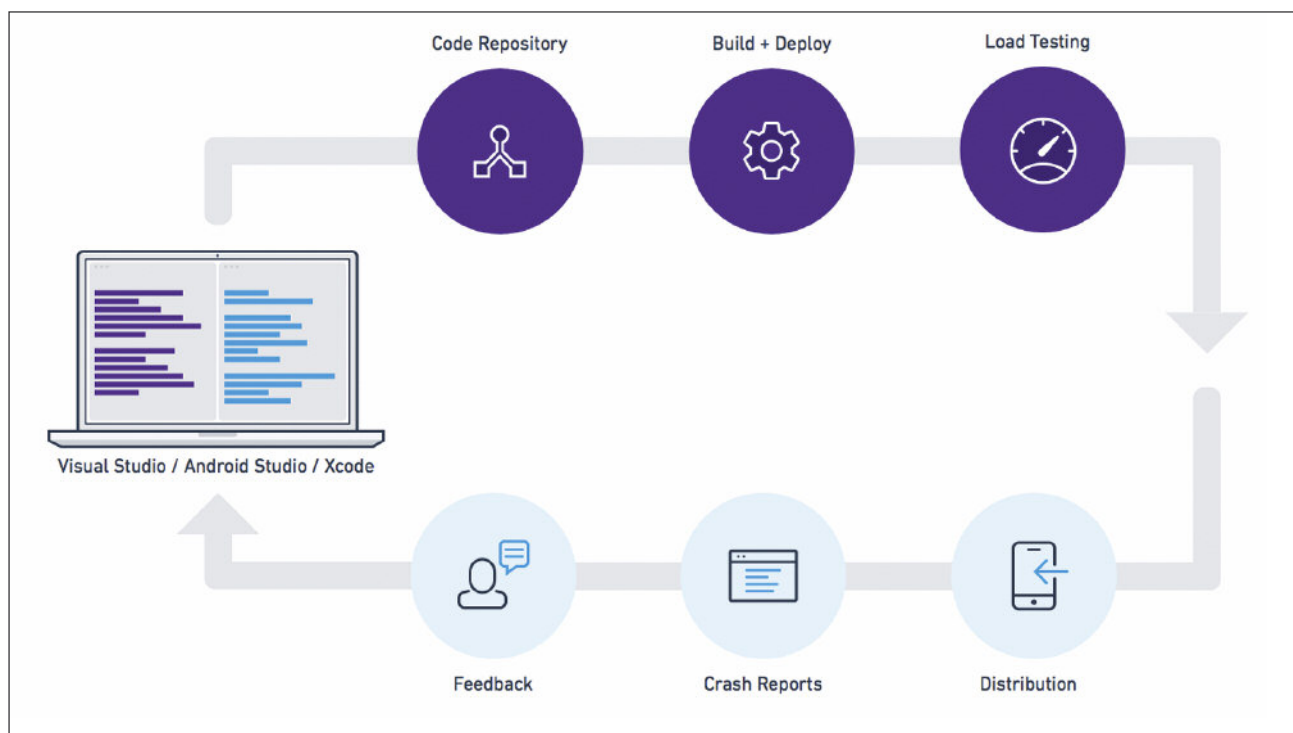 Code Repository
Build + Deploy
Load Testing
Visual Studio / Android Studio / Xcode
Feedback
Crash Reports
Distribution